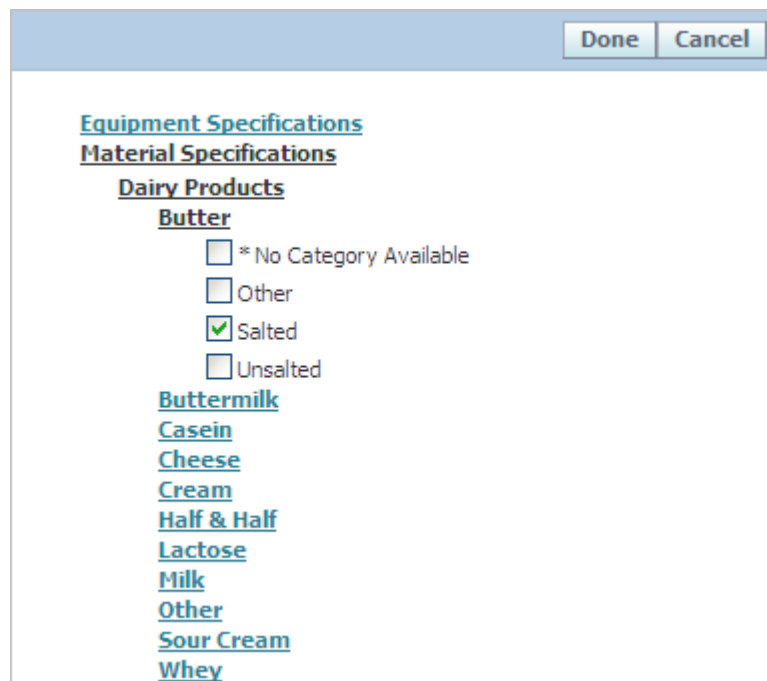 Done Cancel
Equipment Specifications
Material Specifications
Dairy Products
Butter
* No Category Available
Other
Salted
Unsalted
Buttermilk
Casein
Cheese
Cream
Half & Half
Lactose
Milk
Other
Sour Cream
Whey